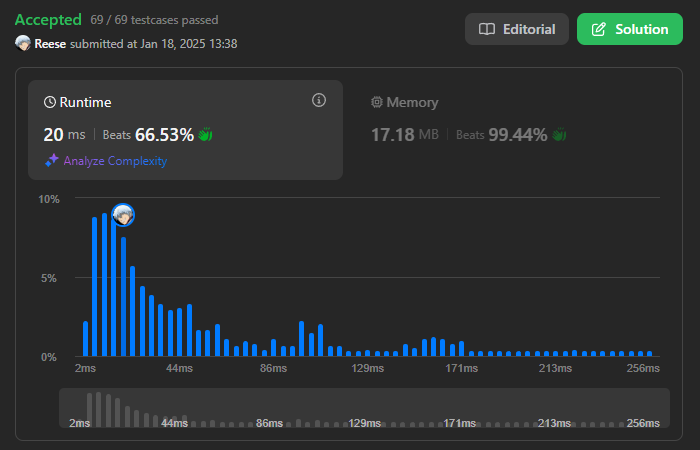 Accepted 69 / 69 testcases passed
Reese submitted at Jan 18, 2025 13:38
Editorial
Solution
Runtime
20 ms Beats 66.53%
Analyze Complexity
Memory
17.18 MB Beats 99.44%
10%
5%
0%
2ms 44ms 86ms 129ms 171ms 213ms 256ms
2ms 44ms 86ms 129ms 171ms 213ms 256ms